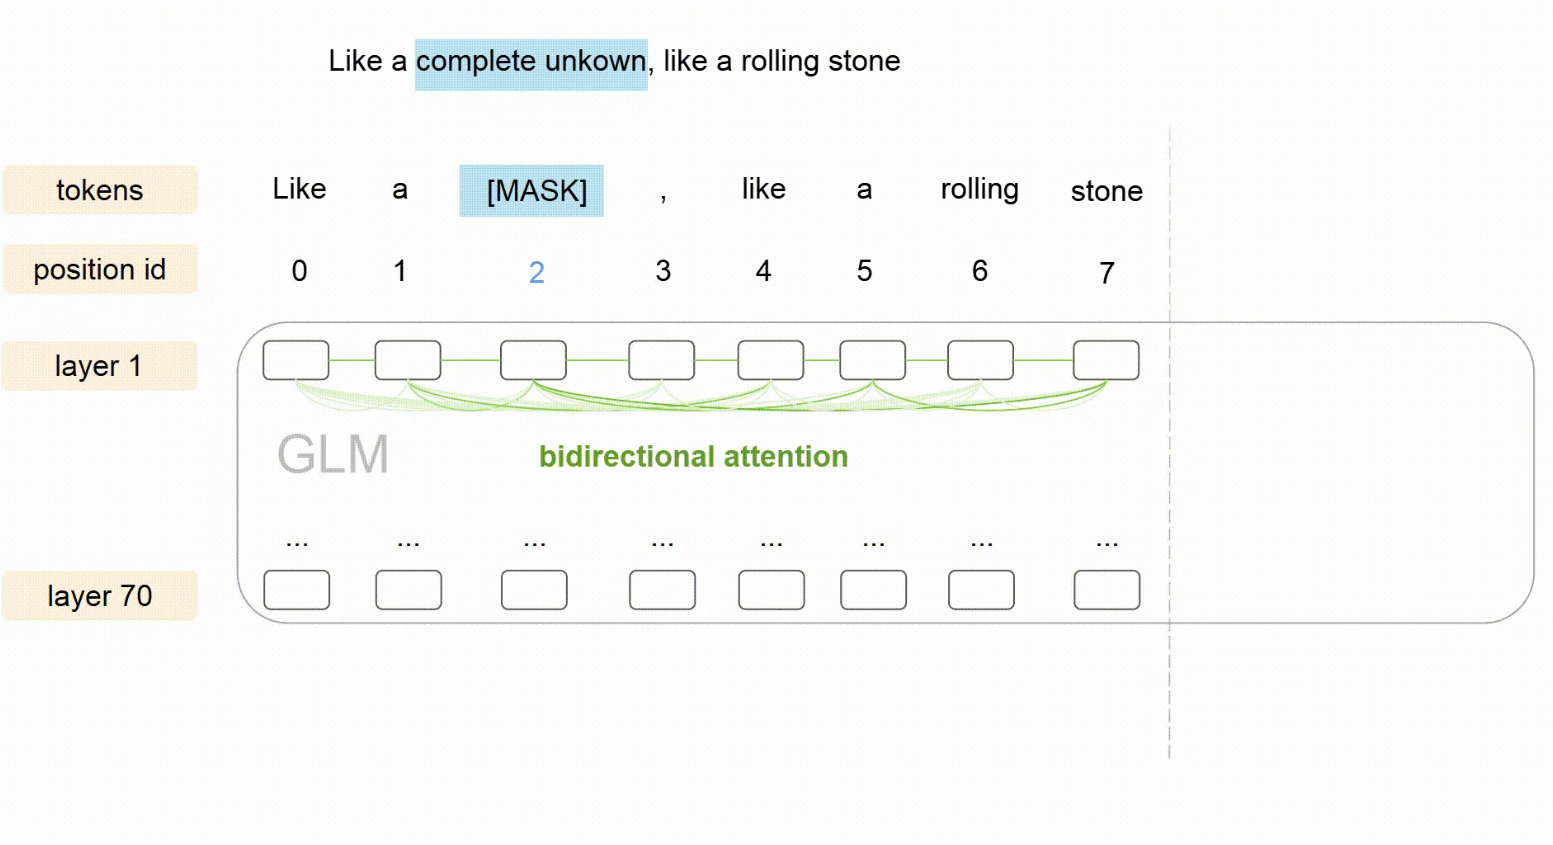 Like a complete unkown, like a rolling stone
tokens Like a [MASK] , like a rolling stone
position id 0 1 2 3 4 5 6 7
layer 1
GLM bidirectional attention
... ... ... ... ... ... ... ...
layer 70